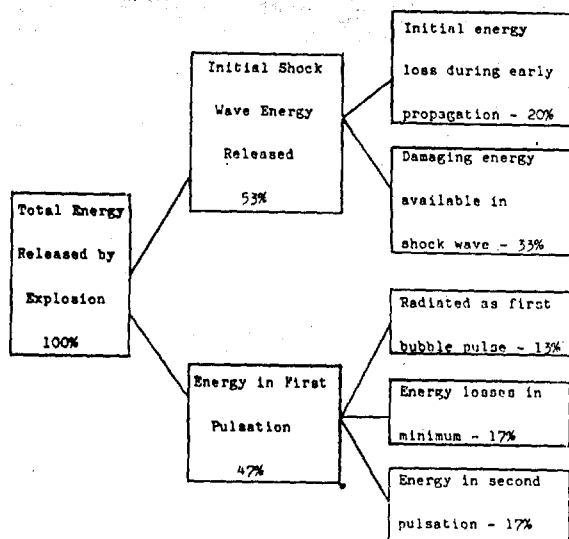 Total Energy
Released by
Explosion
100%
Initial Shock
Wave Energy
Released
53%
Energy in First
Pulsation
47%
Initial energy
loss during early
propagation - 20%
Damaging energy
available in
shock wave - 33%
Radiated as first
bubble pulse - 13%
Energy losses in
minimum - 17%
Energy in second
pulsation - 17%